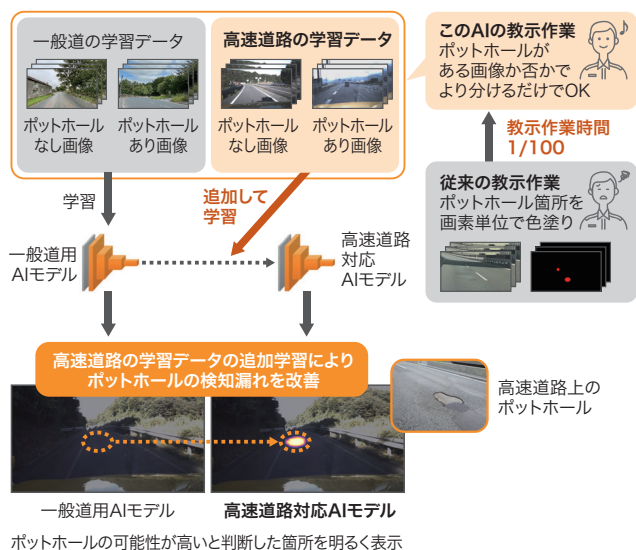 一般道の学習データ
ポットホール
なし画像
ポットホール
あり画像
高速道路の学習データ
ポットホール
なし画像
ポットホール
あり画像
このAIの教示作業
ポットホールが
ある画像か否かで
より分けるだけでOK
教示作業時間
1/100
従来の教示作業
ポットホール箇所を
画素単位で色塗り
学習
追加して
学習
一般道用
AIモデル
高速道路
対応
AIモデル
高速道路の学習データの追加学習により
ポットホールの検知漏れを改善
高速道路上の
ポットホール
一般道用AIモデル
高速道路対応AIモデル
ポットホールの可能性が高いと判断した箇所を明るく表示